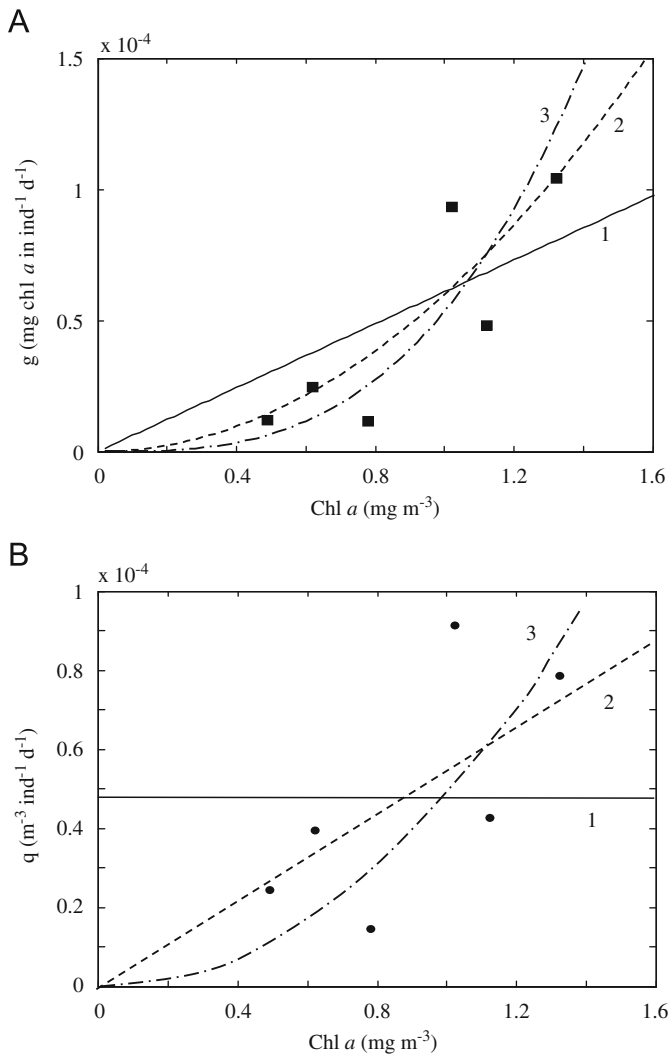 A
x 10⁻⁴
1.5
1
0.5
0
g (mg chl a in ind⁻¹ d⁻¹)
3
2
1
0 0.4 0.8 1.2 1.6
Chl a (mg m⁻³)
B
x 10⁻⁴
1
0.8
0.6
0.4
0.2
0
q (m⁻³ ind⁻¹ d⁻¹)
3
2
1
0 0.4 0.8 1.2 1.6
Chl a (mg m⁻³)